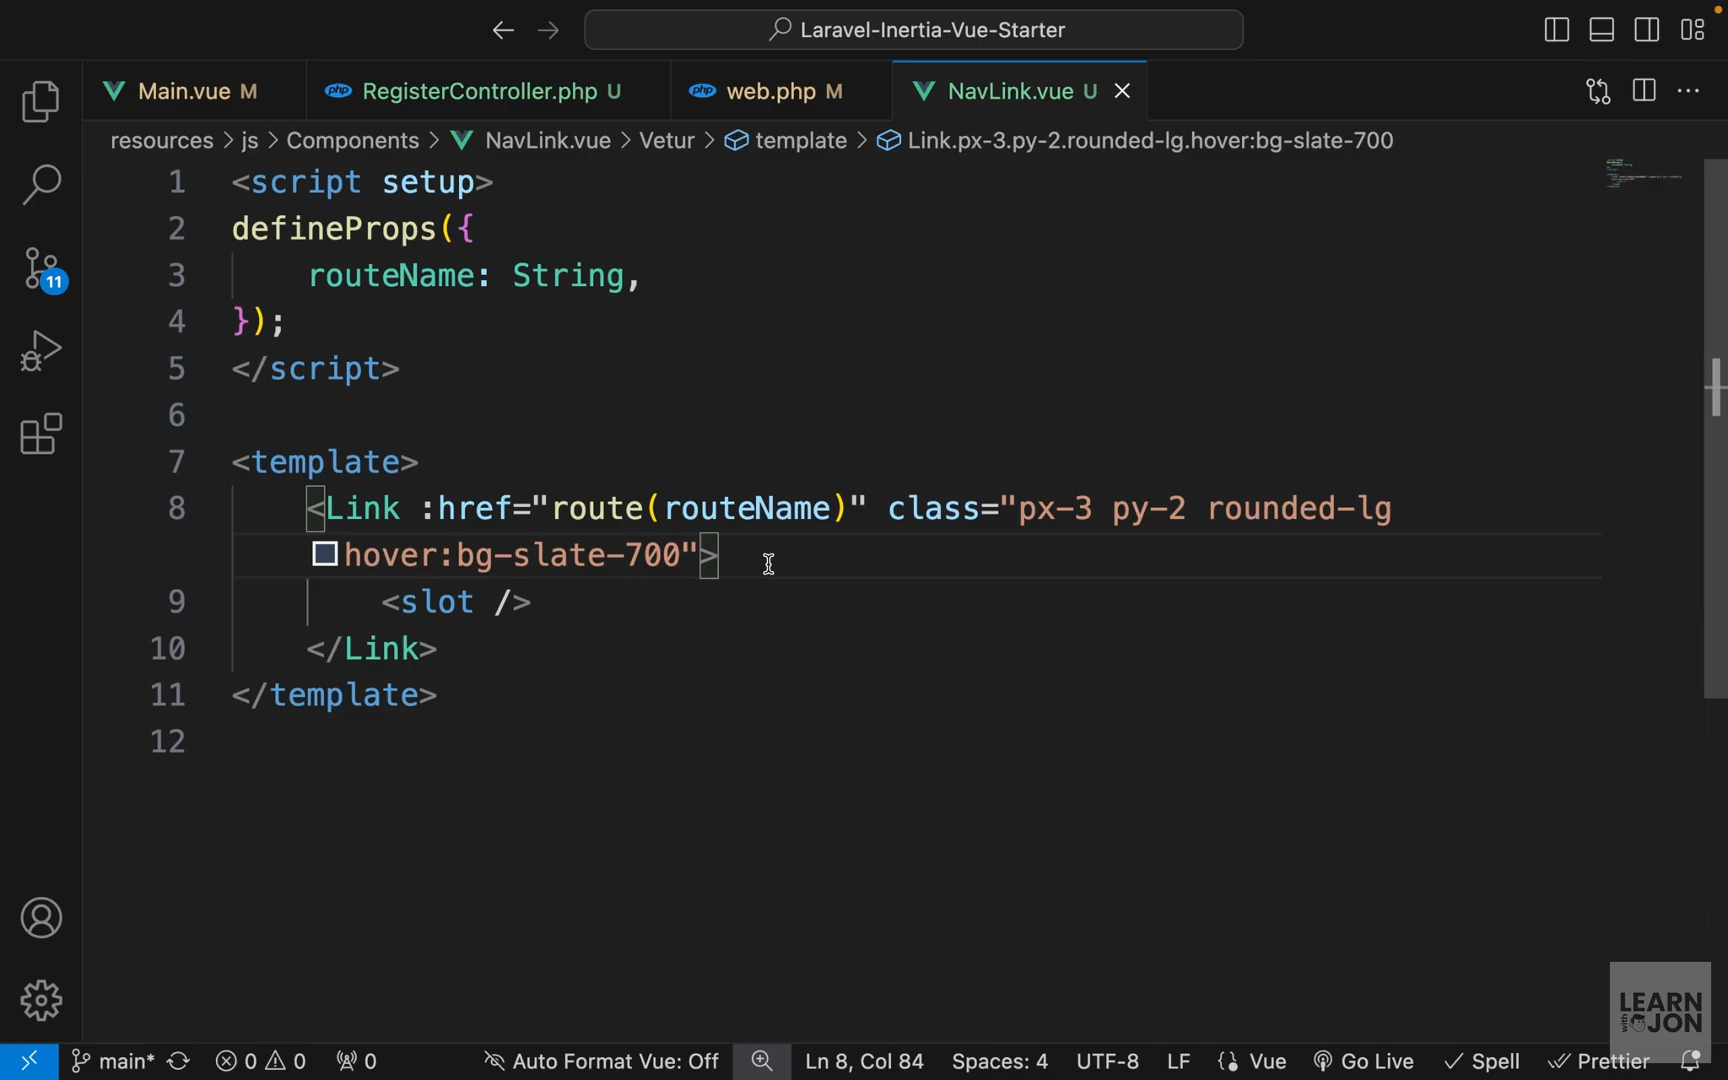 Laravel-Inertia-Vue-Starter
Main.vue M
RegisterController.php U
web.php M
NavLink.vue U
resources > js > Components > NavLink.vue > Vetur > template > Link.px-3.py-2.rounded-lg.hover:bg-slate-700
1 <script setup>
2 defineProps({
3 routeName: String,
4 });
5 </script>
6
7 <template>
8 <Link :href="route(routeName)" class="px-3 py-2 rounded-lg
hover:bg-slate-700">
9 <slot />
10 </Link>
11 </template>
12
11
LEARN
with JON
main* 0 0 0 Auto Format Vue: Off Ln 8, Col 84 Spaces: 4 UTF-8 LF Vue Go Live Spell Prettier